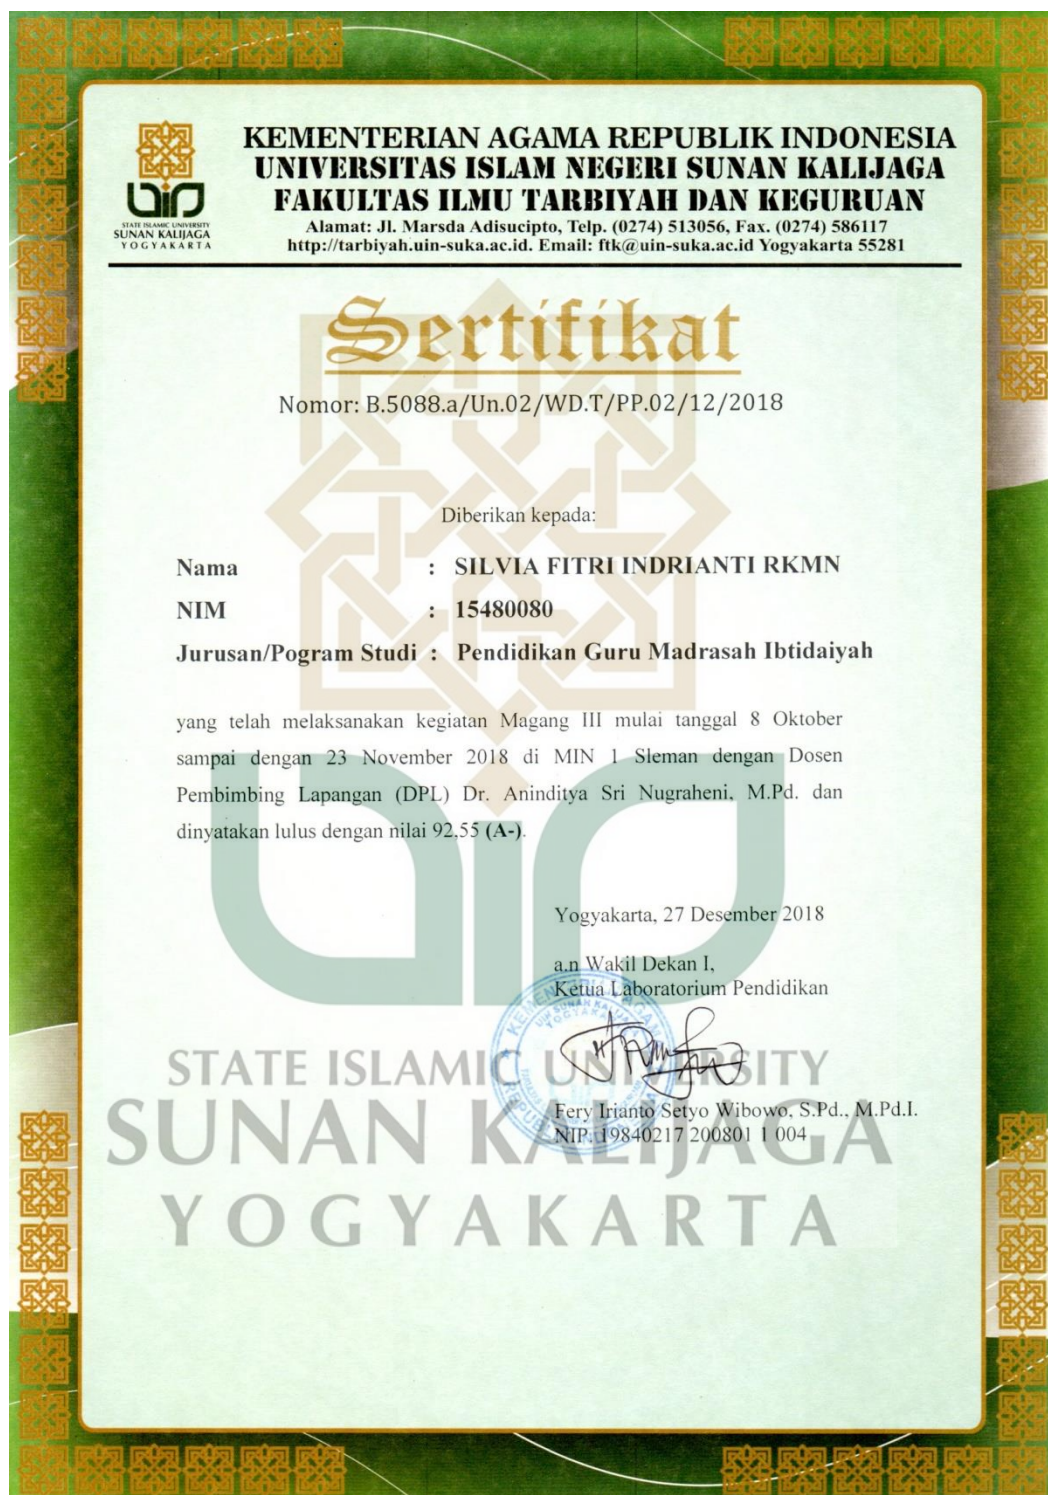 KEMENTERIAN AGAMA REPUBLIK INDONESIA
UNIVERSITAS ISLAM NEGERI SUNAN KALIJAGA
FAKULTAS ILMU TARBIYAH DAN KEGURUAN
Alamat: Jl. Marsda Adisucipto, Telp. (0274) 513056, Fax. (0274) 586117
http://tarbiyah.uin-suka.ac.id. Email: ftk@uin-suka.ac.id Yogyakarta 55281
STATE ISLAMIC UNIVERSITY
SUNAN KALIJAGA
YOGYAKARTA
Sertifikat
Nomor: B.5088.a/Un.02/WD.T/PP.02/12/2018
Diberikan kepada:
Nama : SILVIA FITRI INDRIANTI RKMN
NIM : 15480080
Jurusan/Pogram Studi : Pendidikan Guru Madrasah Ibtidaiyah
yang telah melaksanakan kegiatan Magang III mulai tanggal 8 Oktober
sampai dengan 23 November 2018 di MIN 1 Sleman dengan Dosen
Pembimbing Lapangan (DPL) Dr. Aninditya Sri Nugraheni, M.Pd. dan
dinyatakan lulus dengan nilai 92,55 (A-).
Yogyakarta, 27 Desember 2018
a.n Wakil Dekan I,
Ketua Laboratorium Pendidikan
Fery Irianto Setyo Wibowo, S.Pd., M.Pd.I.
NIP. 19840217 200801 1 004
STATE ISLAMIC UNIVERSITY
SUNAN KALIJAGA
YOGYAKARTA